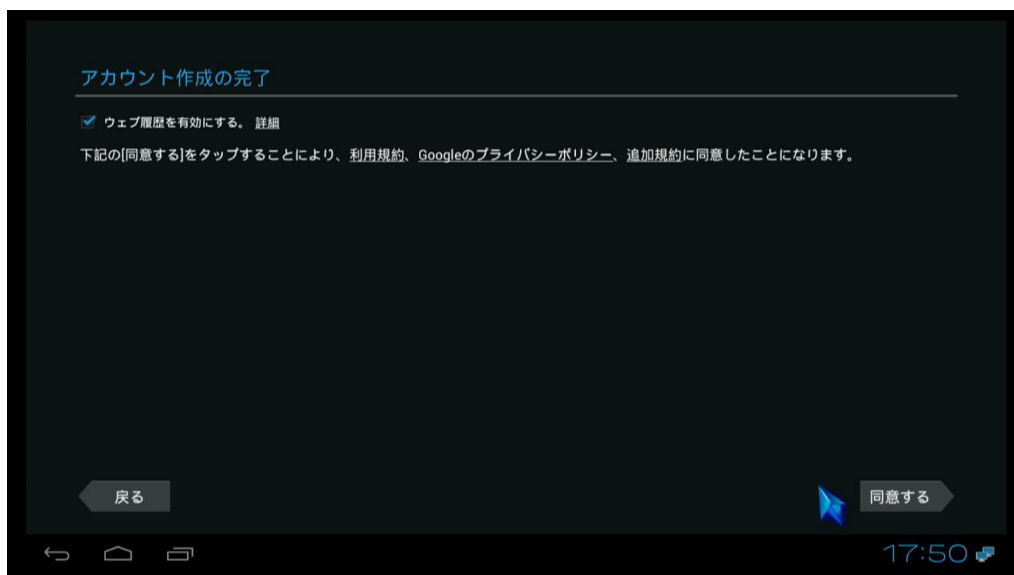 アカウント作成の完了
ウェブ履歴を有効にする。 詳細
下記の[同意する]をタップすることにより、利用規約、Googleのプライバシーポリシー、追加規約に同意したことになります。
戻る
同意する
17:50